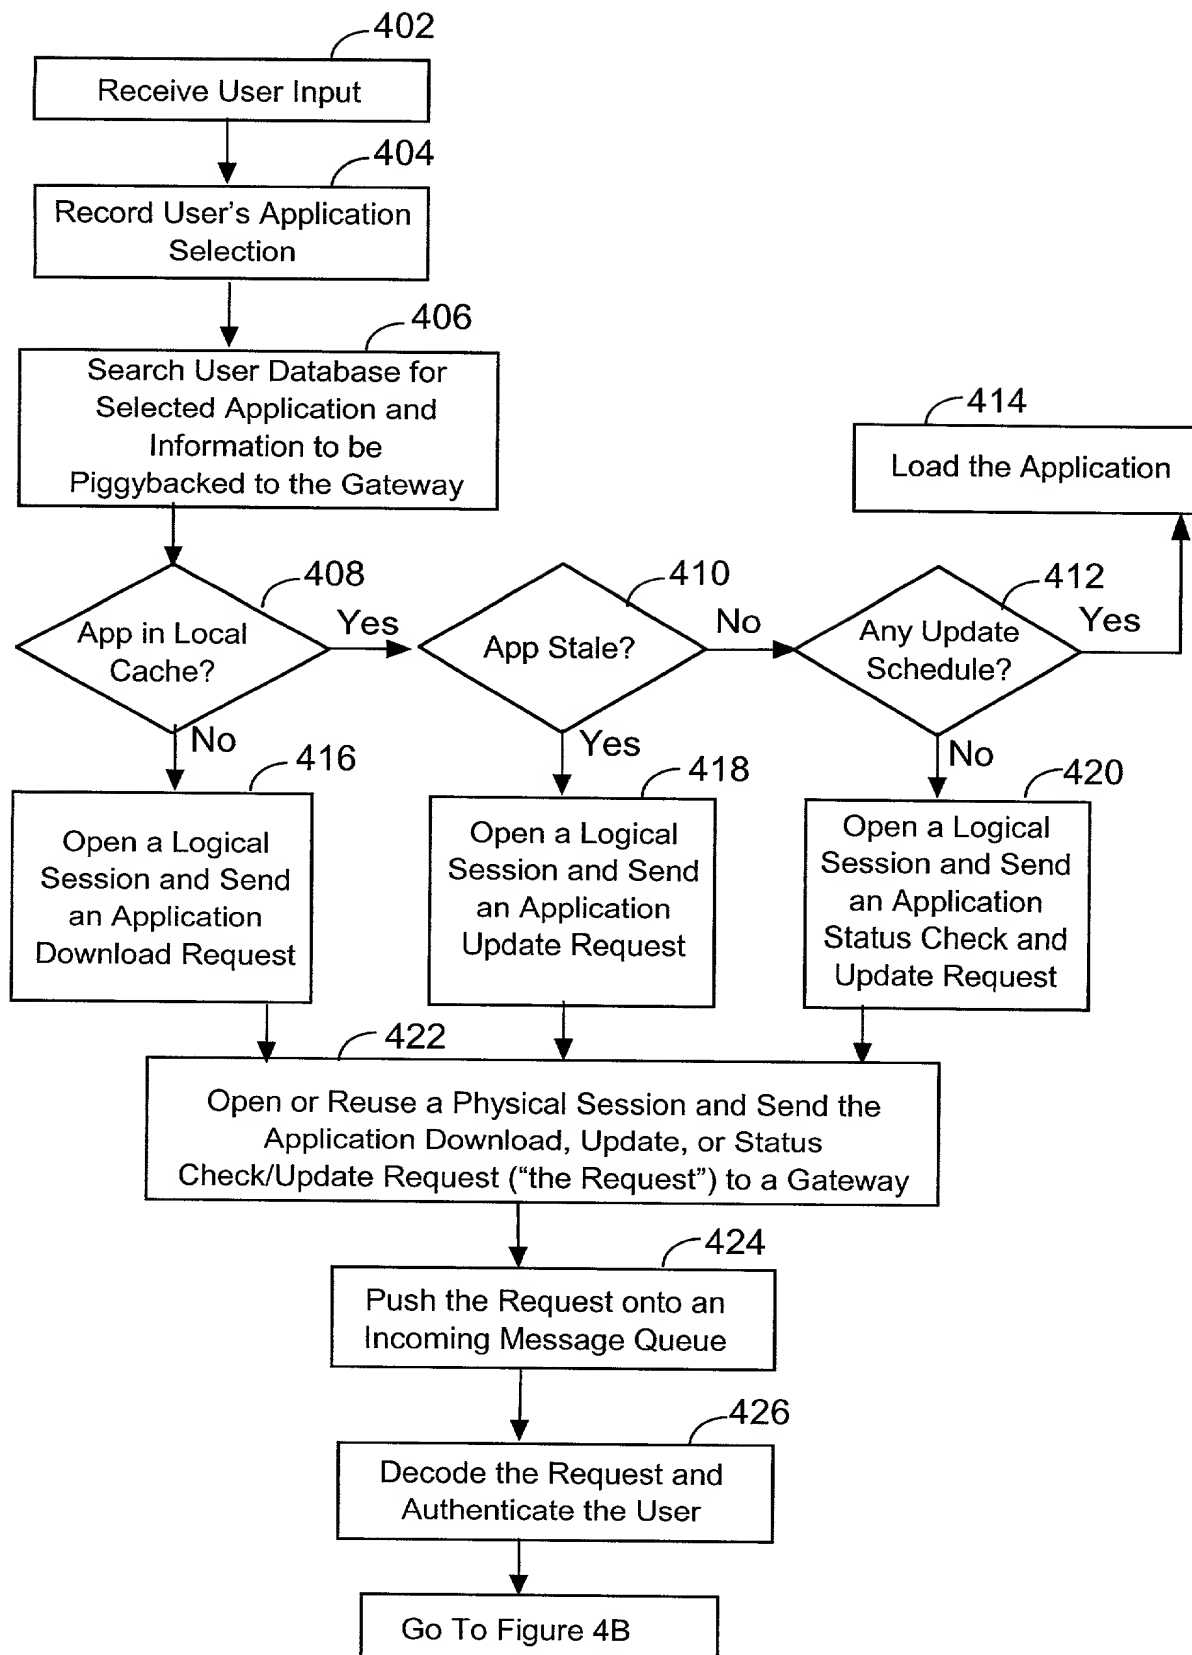 402
Receive User Input
404
Record User's Application
Selection
406
Search User Database for
Selected Application and
Information to be
Piggybacked to the Gateway
414
Load the Application
408
App in Local
Cache?
Yes
410
App Stale?
No
412
Any Update
Schedule?
Yes
No
Yes
No
416
Open a Logical
Session and Send
an Application
Download Request
418
Open a Logical
Session and Send
an Application
Update Request
420
Open a Logical
Session and Send
an Application
Status Check and
Update Request
422
Open or Reuse a Physical Session and Send the
Application Download, Update, or Status
Check/Update Request (“the Request”) to a Gateway
424
Push the Request onto an
Incoming Message Queue
426
Decode the Request and
Authenticate the User
Go To Figure 4B